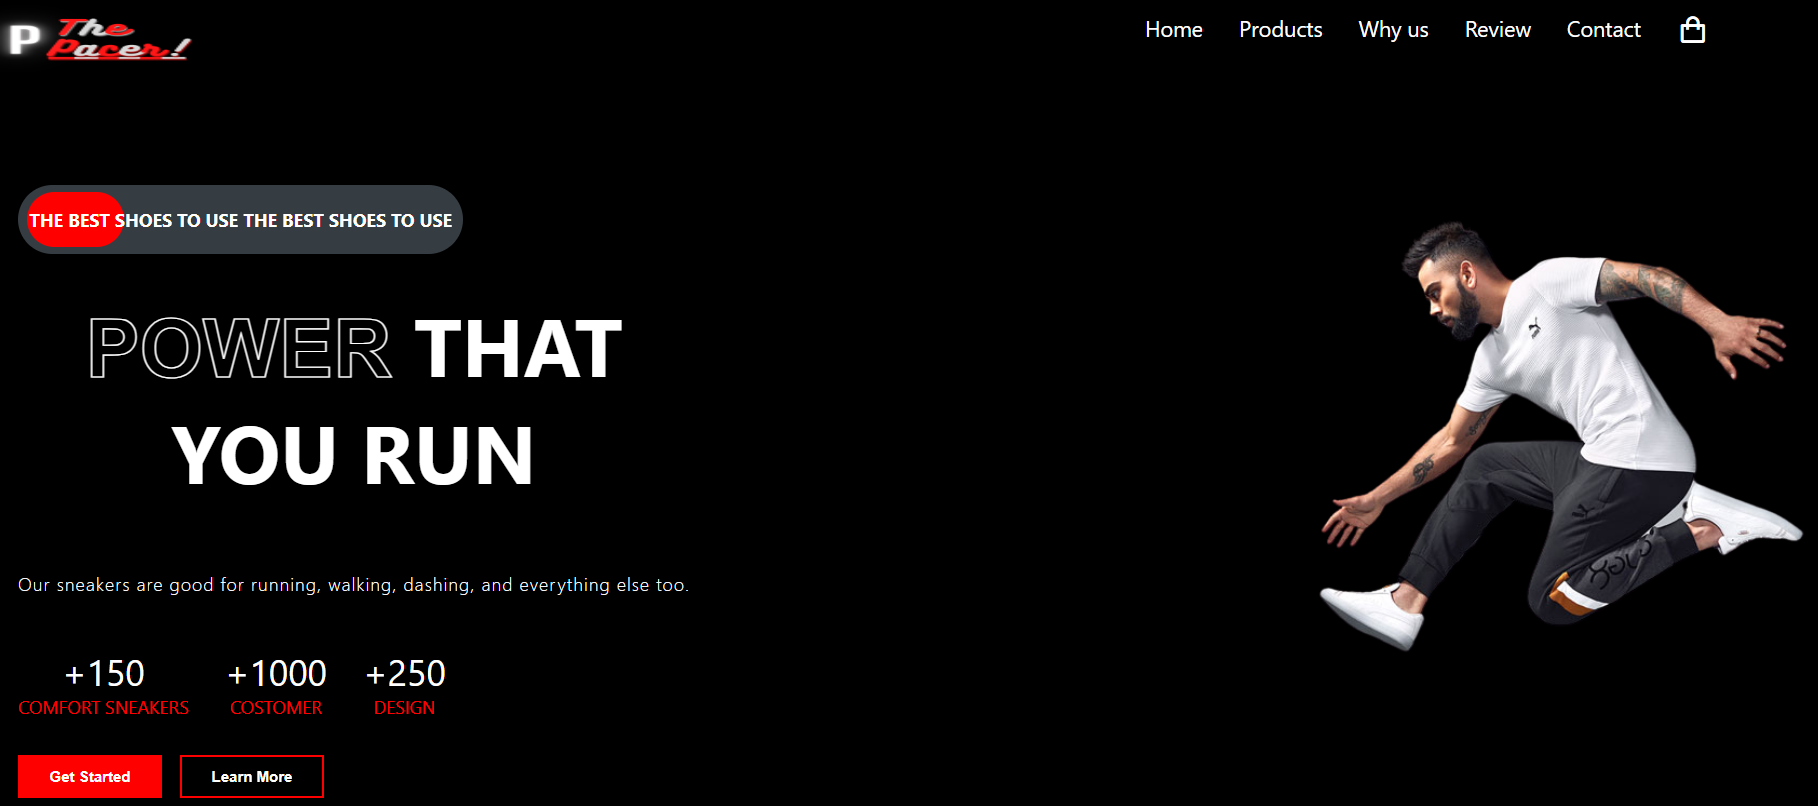 P The
Pacer!
Home Products Why us Review Contact
THE BEST SHOES TO USE THE BEST SHOES TO USE
POWER THAT
YOU RUN
Our sneakers are good for running, walking, dashing, and everything else too.
+150 +1000 +250
COMFORT SNEAKERS COSTOMER DESIGN
Get Started Learn More